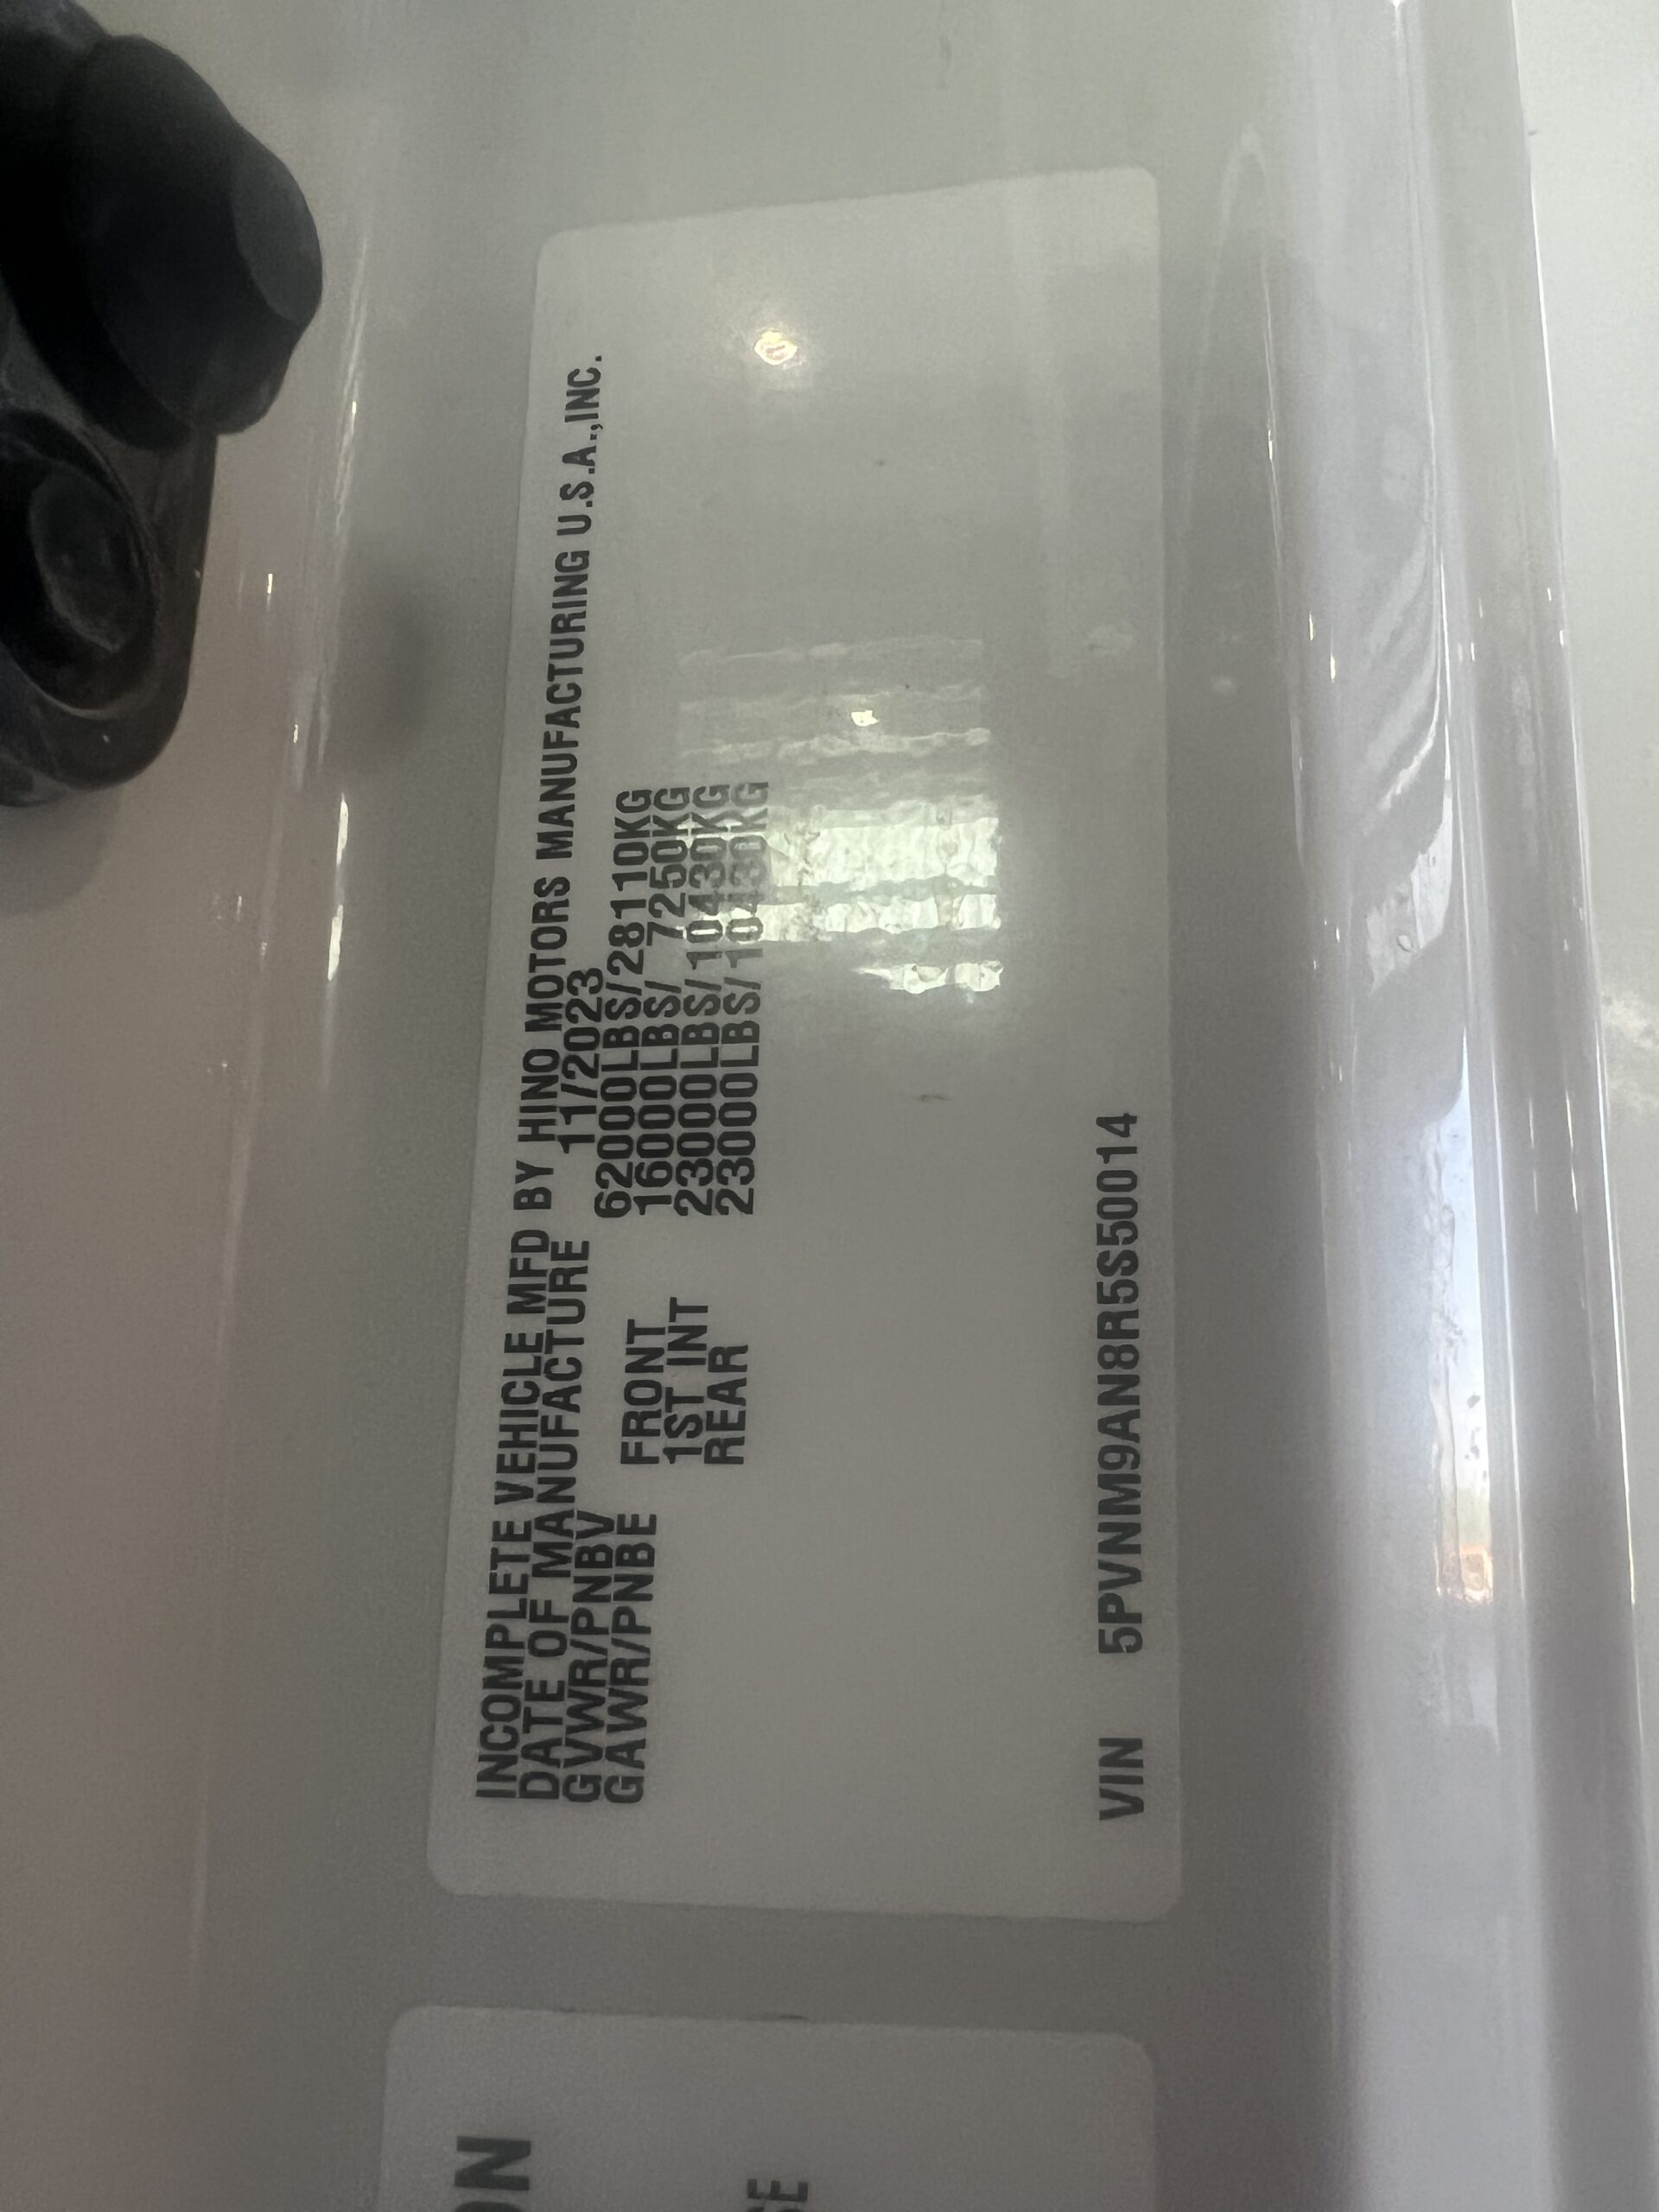 INCOMPLETE VEHICLE MFD BY HINO MOTORS MANUFACTURING U.S.A.,INC.
DATE OF MANUFACTURE 11/2023
GVWR/PNBV 62000LBS/28110KG
GAWR/PNBE FRONT 16000LBS/ 7250KG
1ST INT 23000LBS/10430KG
REAR 23000LBS/10430KG
VIN 5PVNM9AN8R5S50014